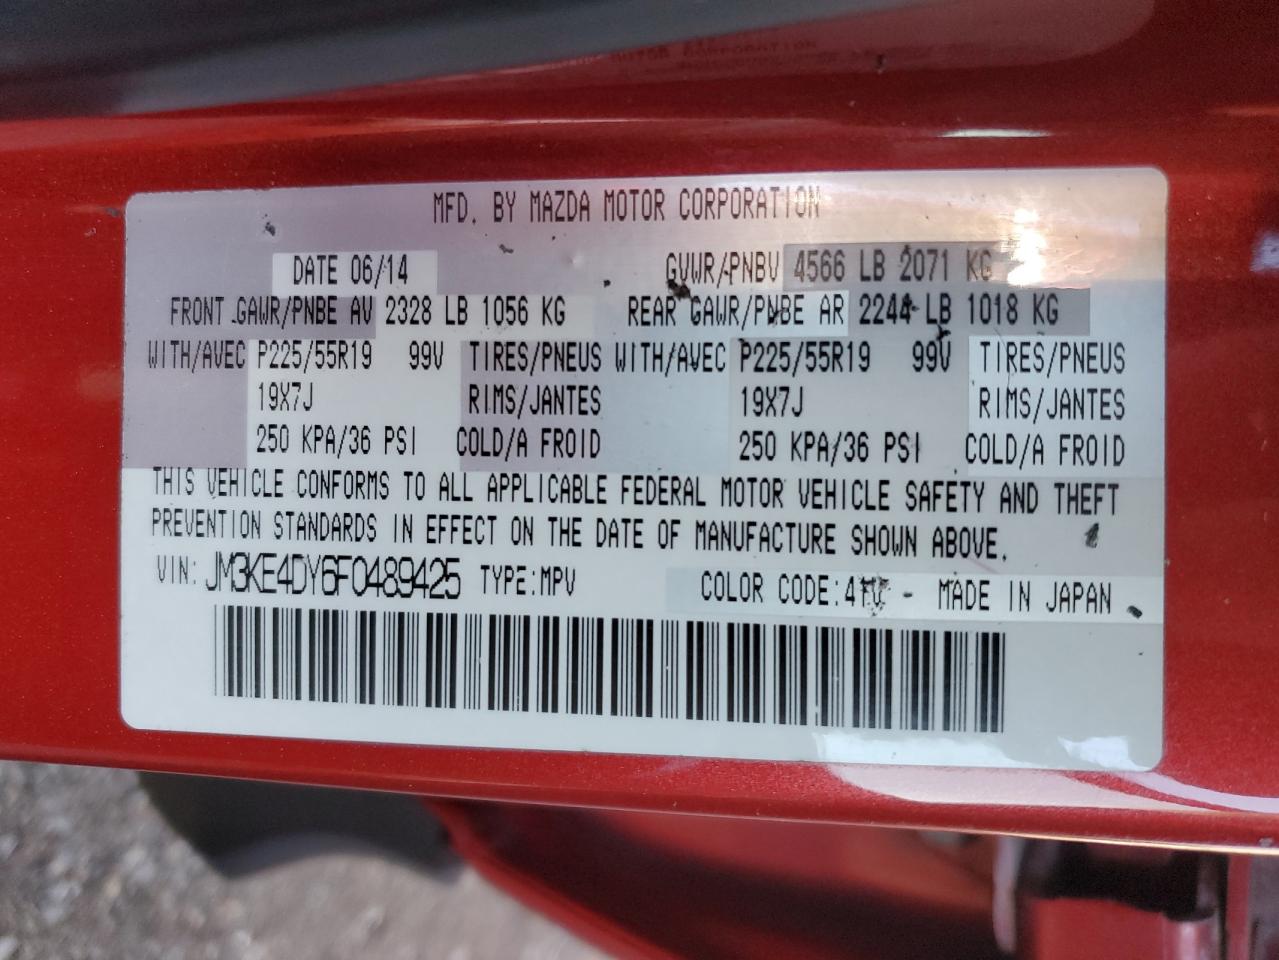 MFD. BY MAZDA MOTOR CORPORATION
DATE 06/14 GVWR/PNBV 4566 LB 2071 KG
FRONT GAWR/PNBE AV 2328 LB 1056 KG REAR GAWR/PNBE AR 2244 LB 1018 KG
WITH/AVEC P225/55R19 99V TIRES/PNEUS WITH/AVEC P225/55R19 99V TIRES/PNEUS
19X7J RIMS/JANTES 19X7J RIMS/JANTES
250 KPA/36 PSI COLD/A FROID 250 KPA/36 PSI COLD/A FROID
THIS VEHICLE CONFORMS TO ALL APPLICABLE FEDERAL MOTOR VEHICLE SAFETY AND THEFT
PREVENTION STANDARDS IN EFFECT ON THE DATE OF MANUFACTURE SHOWN ABOVE.
VIN: JM3KE4DY6F0489425 TYPE:MPV COLOR CODE: - MADE IN JAPAN